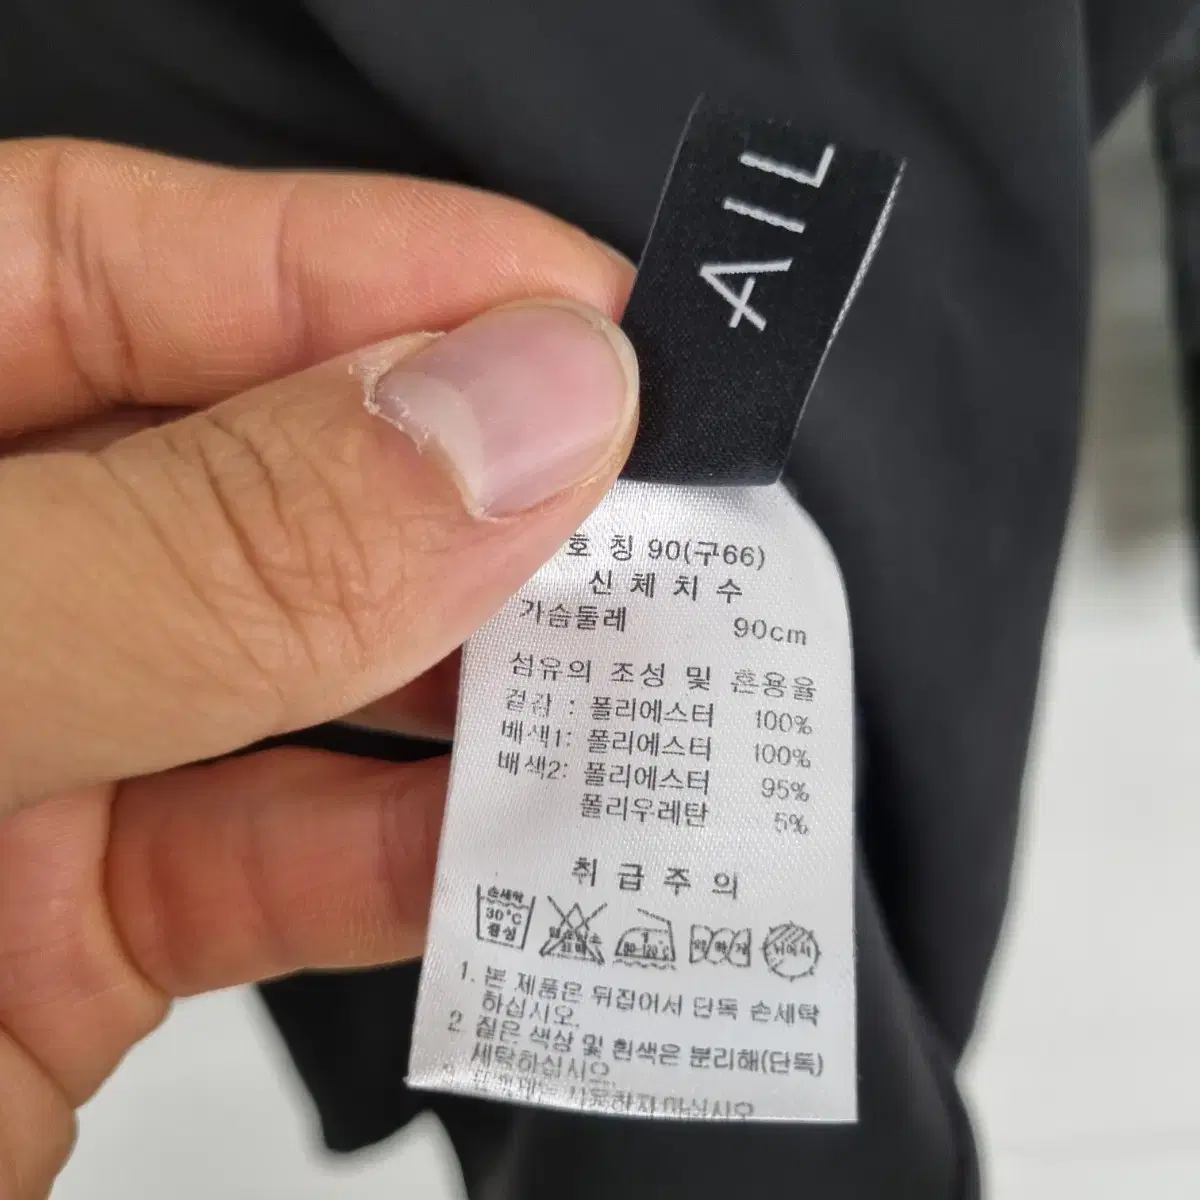 AIL
호 칭 90(구66)
신 체 치 수
가슴둘레 90cm
섬유의 조성 및 혼용율
겉감 : 폴리에스터 100%
배색1: 폴리에스터 100%
배색2: 폴리에스터 95%
폴리우레탄 5%
취 급 주 의
손세탁
30°C
중성
80-120°C
뉘어서
1. 본 제품은 뒤집어서 단독 손세탁
하십시오.
2. 짙은 색상 및 흰색은 분리해(단독)
세탁하십시오.